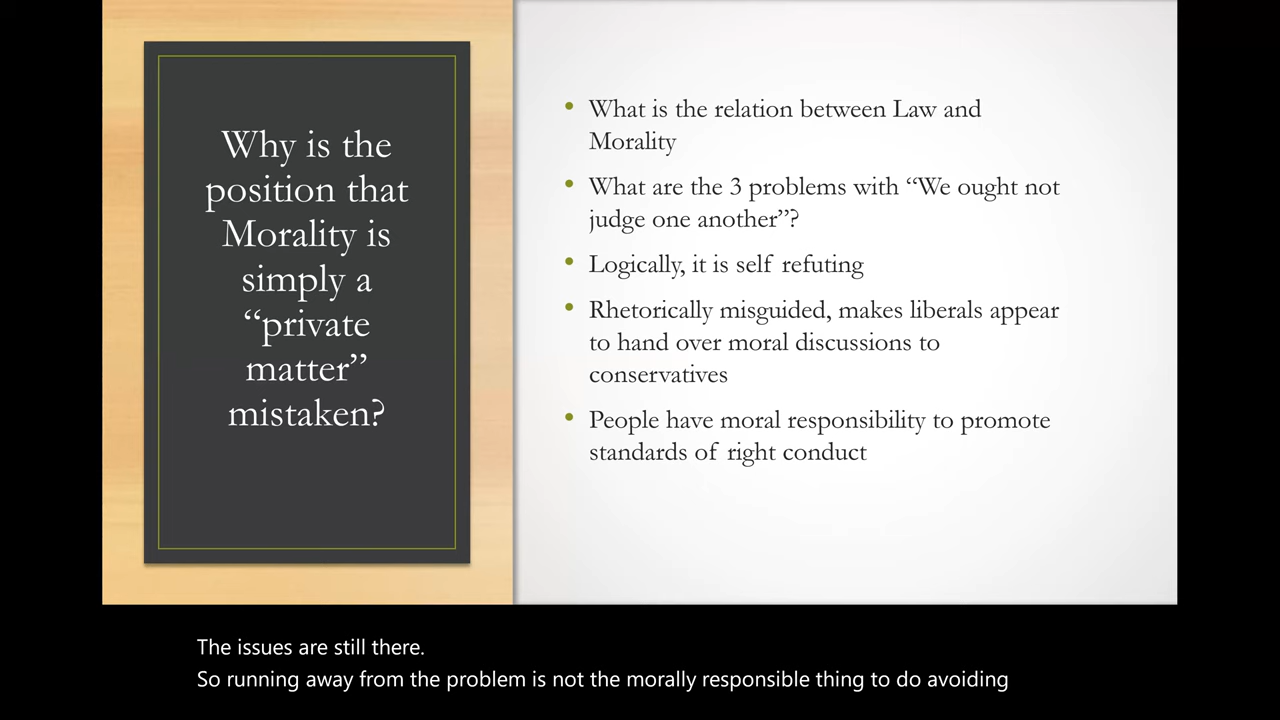 Why is the
position that
Morality is
simply a
“private
matter”
mistaken?
• What is the relation between Law and
Morality
• What are the 3 problems with “We ought not
judge one another”?
• Logically, it is self refuting
• Rhetorically misguided, makes liberals appear
to hand over moral discussions to
conservatives
• People have moral responsibility to promote
standards of right conduct
The issues are still there.
So running away from the problem is not the morally responsible thing to do avoiding